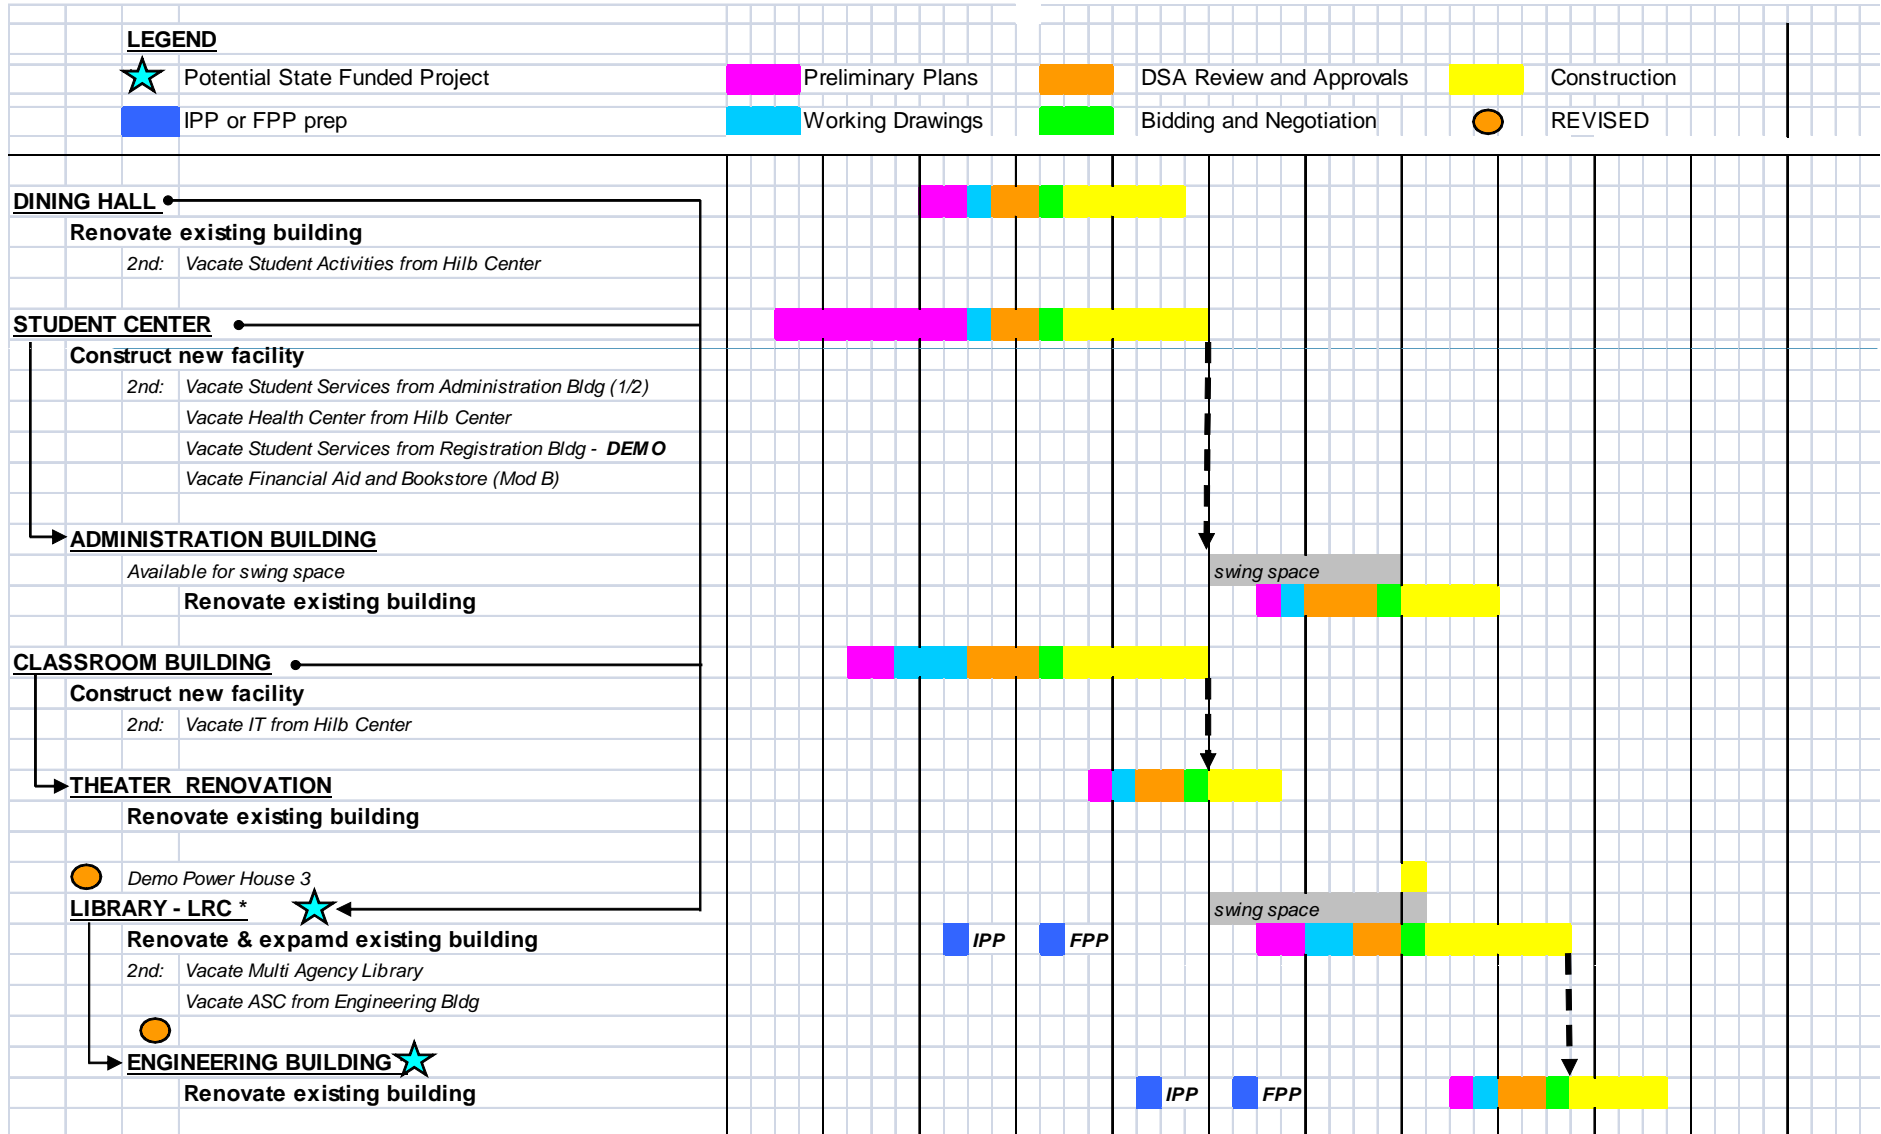 LEGEND
Potential State Funded Project
Preliminary Plans
DSA Review and Approvals
Construction
IPP or FPP prep
Working Drawings
Bidding and Negotiation
REVISED
DINING HALL
Renovate existing building
2nd: Vacate Student Activities from Hilb Center
STUDENT CENTER
Construct new facility
2nd: Vacate Student Services from Administration Bldg (1/2)
Vacate Health Center from Hilb Center
Vacate Student Services from Registration Bldg - DEMO
Vacate Financial Aid and Bookstore (Mod B)
ADMINISTRATION BUILDING
Available for swing space
swing space
Renovate existing building
CLASSROOM BUILDING
Construct new facility
2nd: Vacate IT from Hilb Center
THEATER RENOVATION
Renovate existing building
Demo Power House 3
LIBRARY - LRC *
swing space
Renovate & expamd existing building
IPP
FPP
2nd: Vacate Multi Agency Library
Vacate ASC from Engineering Bldg
ENGINEERING BUILDING
Renovate existing building
IPP
FPP